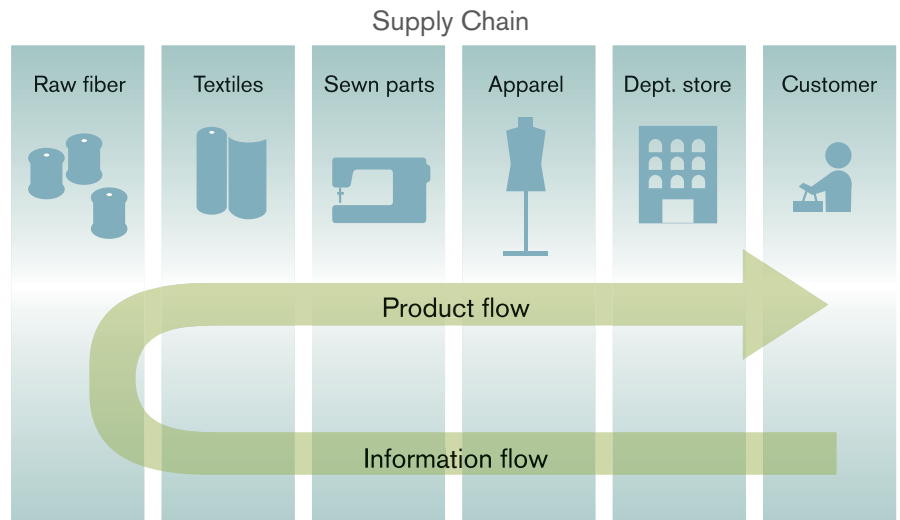 Supply Chain
Raw fiber
Textiles
Sewn parts
Apparel
Dept. store
Customer
Product flow
Information flow